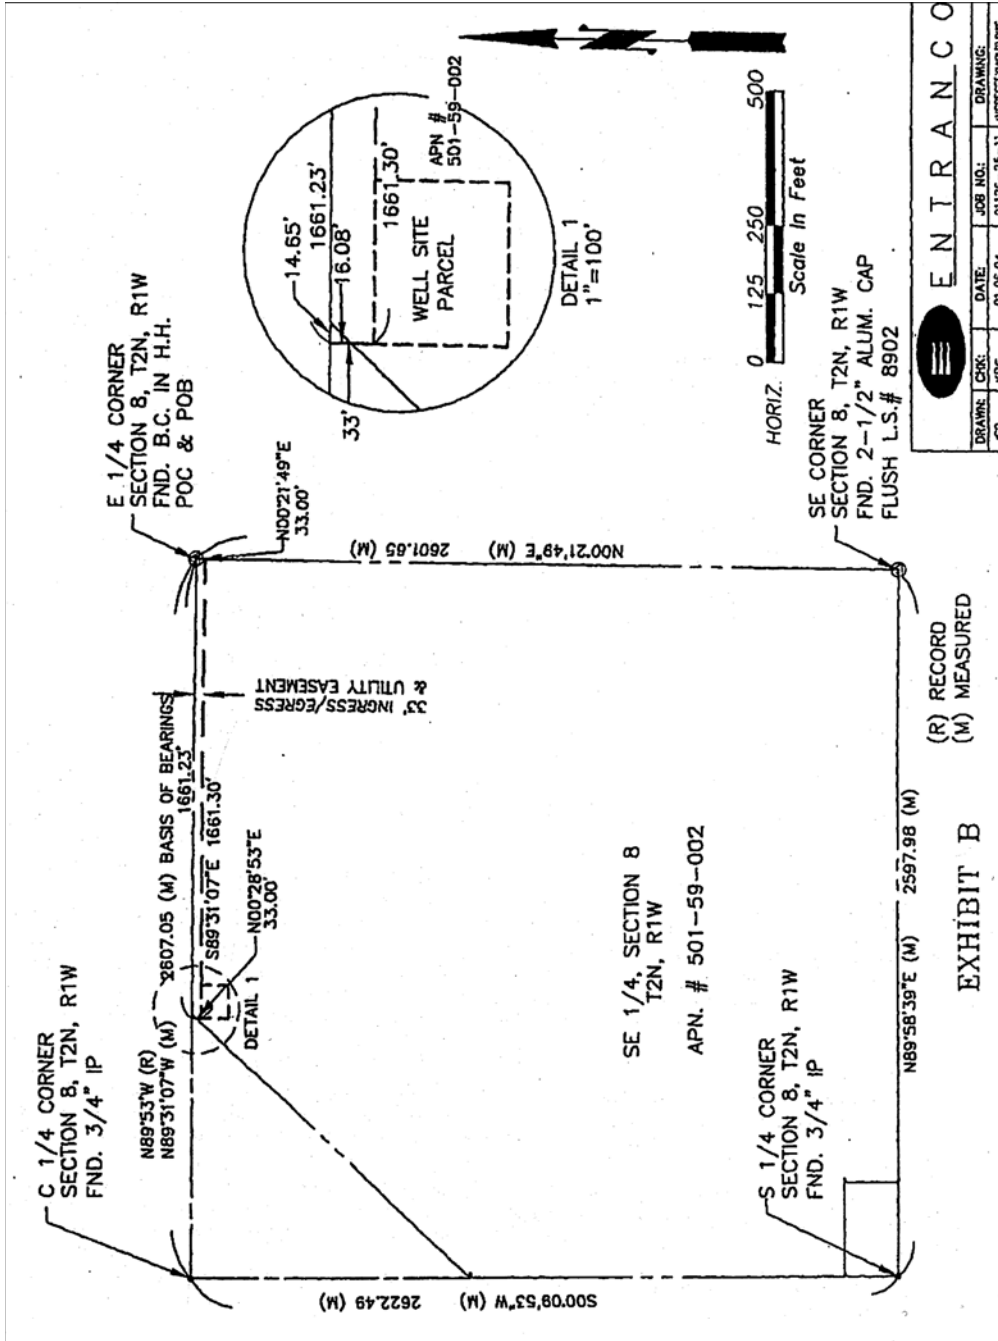 E 1/4 CORNER
SECTION 8, T2N, R1W
FND. B.C. IN H.H.
POC & POB
C 1/4 CORNER
SECTION 8, T2N, R1W
FND. 3/4" IP
N89°53'W (R)
N89°31'07"W (M)
2607.05 (M) BASIS OF BEARINGS
1661.23'
S89°31'07"E 1661.30'
N00°28'53"E
33.00'
DETAIL 1
33' INGRESS/EGRESS
& UTILITY EASEMENT
N00°21'49"E
33.00'
N00°21'49"E (M)
2601.65 (M)
14.65'
1661.23'
16.08'
1661.30'
33'
APN #
501-59-002
WELL SITE
PARCEL
DETAIL 1
1"=100'
0 125 250 500
HORIZ.
Scale In Feet
SE 1/4, SECTION 8
T2N, R1W
APN. # 501-59-002
S 1/4 CORNER
SECTION 8, T2N, R1W
FND. 3/4" IP
SE CORNER
SECTION 8, T2N, R1W
FND. 2-1/2" ALUM. CAP
FLUSH L.S.# 8902
S00°09'53"W (M)
2622.49 (M)
N89°58'39"E (M)
2597.98 (M)
(R) RECORD
(M) MEASURED
EXHIBIT B
ENTRANCO
DRAWN: CHK: DATE: JOB NO.: DRAWING: